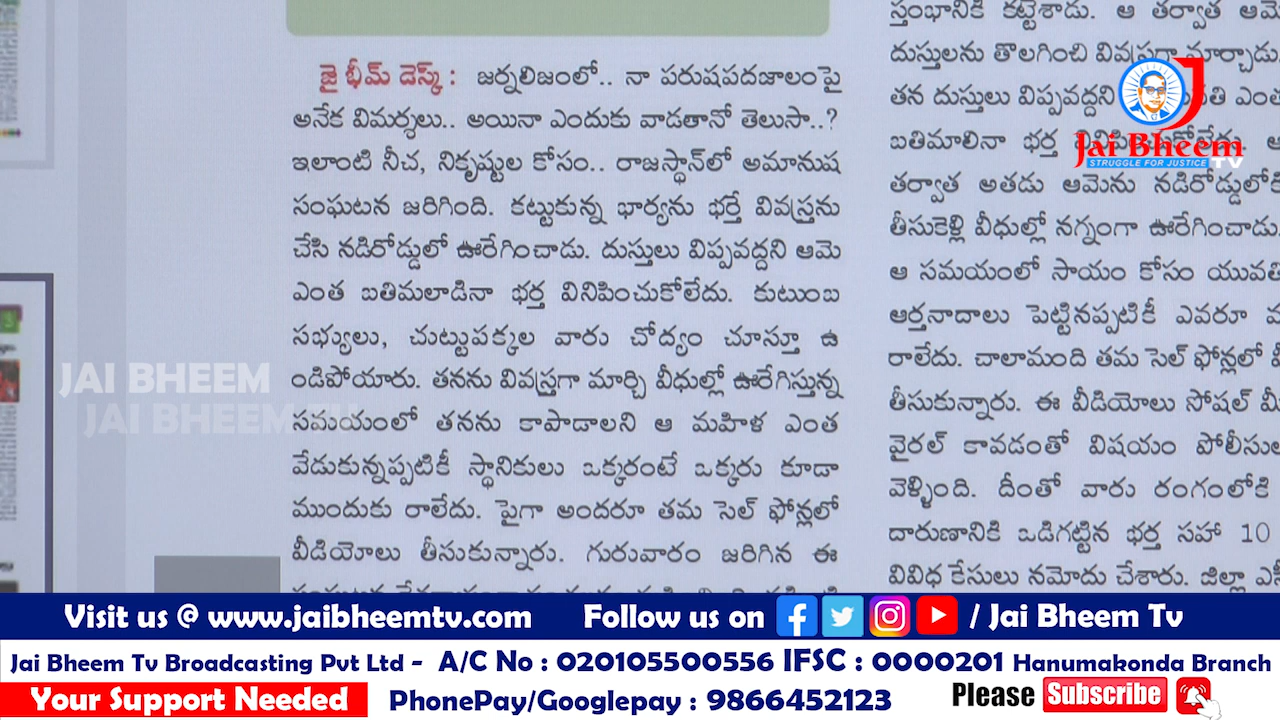 జై భీమ్ డెస్క్ : జర్నలిజంలో.. నా పరుషపదజాలంపై
అనేక విమర్శలు.. అయినా ఎందుకు వాడతానో తెలుసా..?
ఇలాంటి నీచ, నికృష్టుల కోసం.. రాజస్థాన్‌లో అమానుష
సంఘటన జరిగింది. కట్టుకున్న భార్యను భర్తే వివస్త్రను
చేసి నడిరోడ్డులో ఊరేగించాడు. దుస్తులు విప్పవద్దని ఆమె
ఎంత బతిమలాడినా భర్త వినిపించుకోలేదు. కుటుంబ
సభ్యులు, చుట్టుపక్కల వారు చోద్యం చూస్తూ ఉ
ండిపోయారు. తనను వివస్త్రగా మార్చి వీధుల్లో ఊరేగిస్తున్న
సమయంలో తనను కాపాడాలని ఆ మహిళ ఎంత
వేడుకున్నప్పటికీ స్థానికులు ఒక్కరంటే ఒక్కరు కూడా
ముందుకు రాలేదు. పైగా అందరూ తమ సెల్ ఫోన్లలో
వీడియోలు తీసుకున్నారు. గురువారం జరిగిన ఈ
స్తంభానికి కట్టేశాడు. ఆ తర్వాత ఆమె
దుస్తులను తొలగించి వివస్త్రగా మార్చాడు.
తన దుస్తులు విప్పవద్దని ఎంత
బతిమాలినా భర్త వినిపించుకోలేదు. ఆ
తర్వాత అతడు ఆమెను నడిరోడ్డులోకి
తీసుకెళ్లి వీధుల్లో నగ్నంగా ఊరేగించాడు.
ఆ సమయంలో సాయం కోసం యువతి
ఆర్తనాదాలు పెట్టినప్పటికీ ఎవరూ
రాలేదు. చాలామంది తమ సెల్ ఫోన్లలో
తీసుకున్నారు. ఈ వీడియోలు సోషల్ మీ
వైరల్ కావడంతో విషయం పోలీసుల
వెళ్ళింది. దీంతో వారు రంగంలోకి
దారుణానికి ఒడిగట్టిన భర్త సహా 10
వివిధ కేసులు నమోదు చేశారు. జిల్లా ఎస్
Jai Bheem
STRUGGLE FOR JUSTICE TV
JAI BHEEM
JAI BHEEM TV
Visit us @ www.jaibheemtv.com Follow us on / Jai Bheem Tv
Jai Bheem Tv Broadcasting Pvt Ltd - A/C No : 020105500556 IFSC : 0000201 Hanumakonda Branch
Your Support Needed PhonePay/Googlepay : 9866452123 Please Subscribe